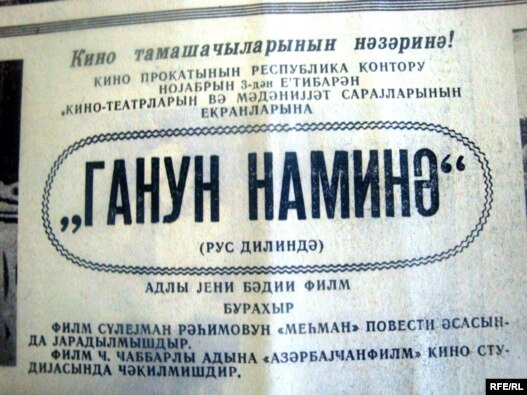 Кино тамашачыларынын нәзәринә!
КИНО ПРОКАТЫНЫН РЕСПУБЛИКА КОНТОРУ
НОЈАБРЫН 3-дән Е'ТИБАРӘН
КИНО-ТЕАТРЛАРЫН ВӘ МӘДӘНИЈЈӘТ САРАЈЛАРЫНЫН
ЕКРАНЛАРЫНА
„ГАНУН НАМИНӘ“
(РУС ДИЛИНДӘ)
АДЛЫ ЈЕНИ БӘДИИ ФИЛМ
БУРАХЫР
ФИЛМ СҮЛЕЈМАН РӘҺИМОВУН «МЕҺМАН» ПОВЕСТИ ӘСАСЫН-
ДА ЈАРАДЫЛМЫШДЫР.
ФИЛМ Ч. ЧАББАРЛЫ АДЫНА «АЗӘРБАЈЧАНФИЛМ» КИНО СТУ-
ДИЈАСЫНДА ЧӘКИЛМИШДИР.
RFE/RL